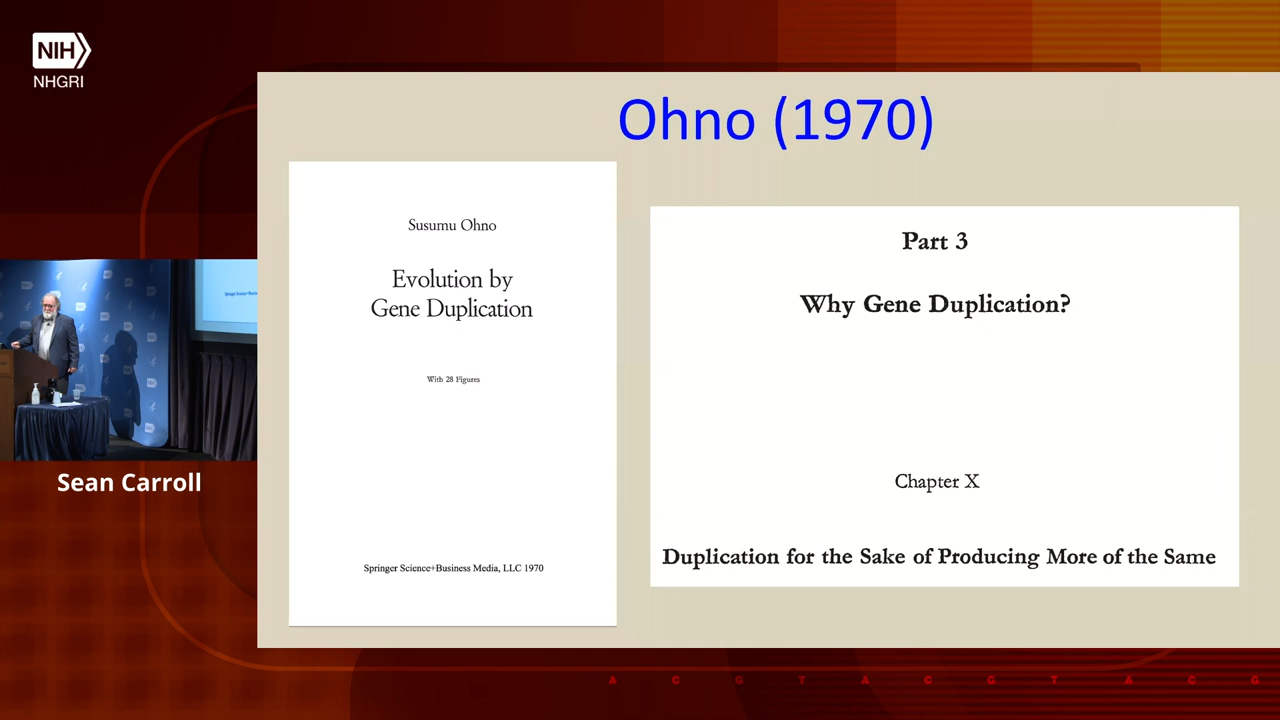 NIH
NHGRI
Ohno (1970)
Susumu Ohno
Evolution by
Gene Duplication
With 28 Figures
Springer Science+Business Media, LLC 1970
Part 3
Why Gene Duplication?
Chapter X
Duplication for the Sake of Producing More of the Same
Sean Carroll
A C G T A C G T A C G